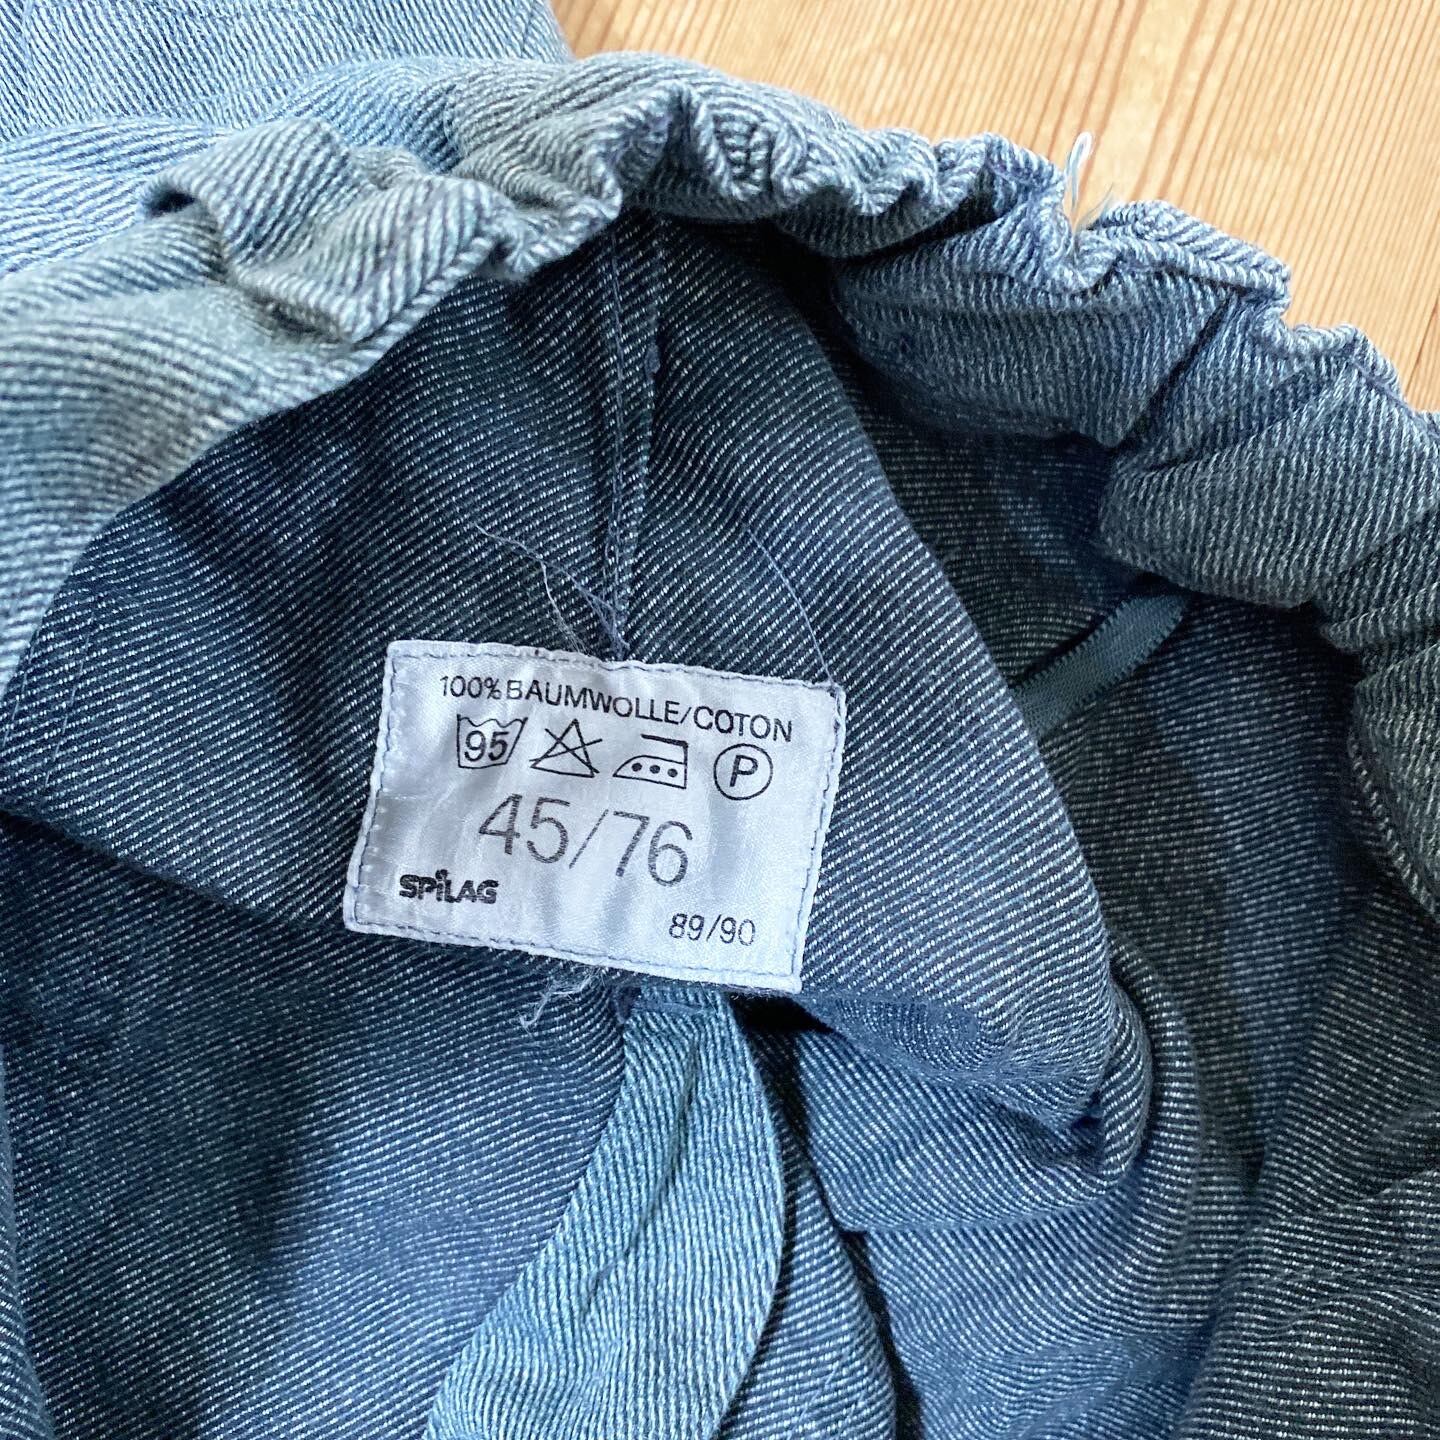 100% BAUMWOLLE/COTON
95 P
45/76
SPiLAG
89/90